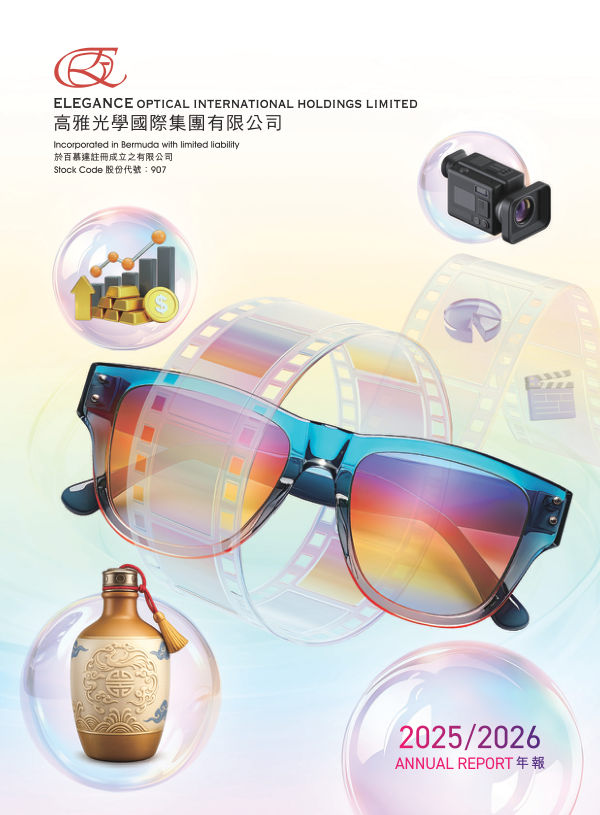 ELEGANCE OPTICAL INTERNATIONAL HOLDINGS LIMITED
高雅光學國際集團有限公司
Incorporated in Bermuda with limited liability
於百慕達註冊成立之有限公司
Stock Code 股份代號：907
2025/2026
ANNUAL REPORT 年報